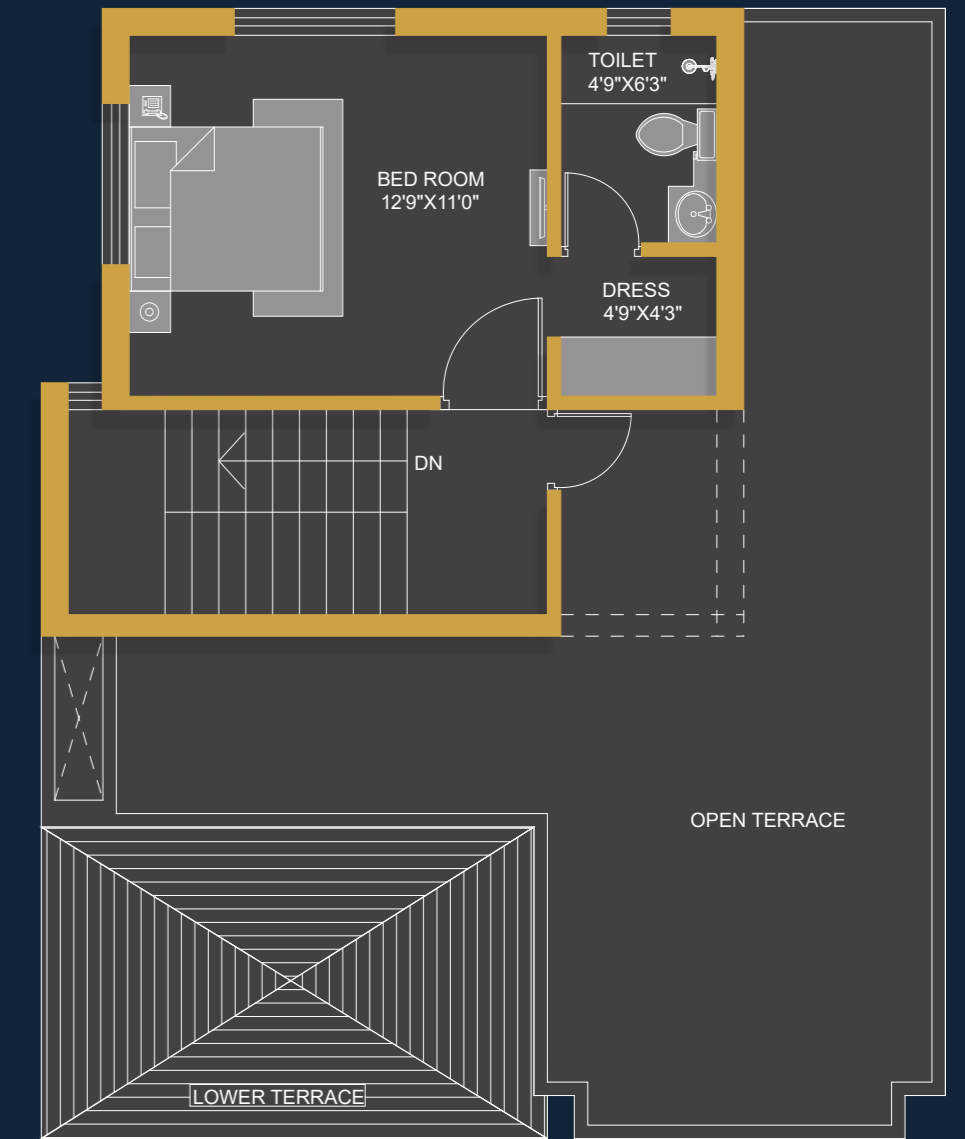 TOILET
4'9"X6'3"
BED ROOM
12'9"X11'0"
DRESS
4'9"X4'3"
DN
OPEN TERRACE
LOWER TERRACE